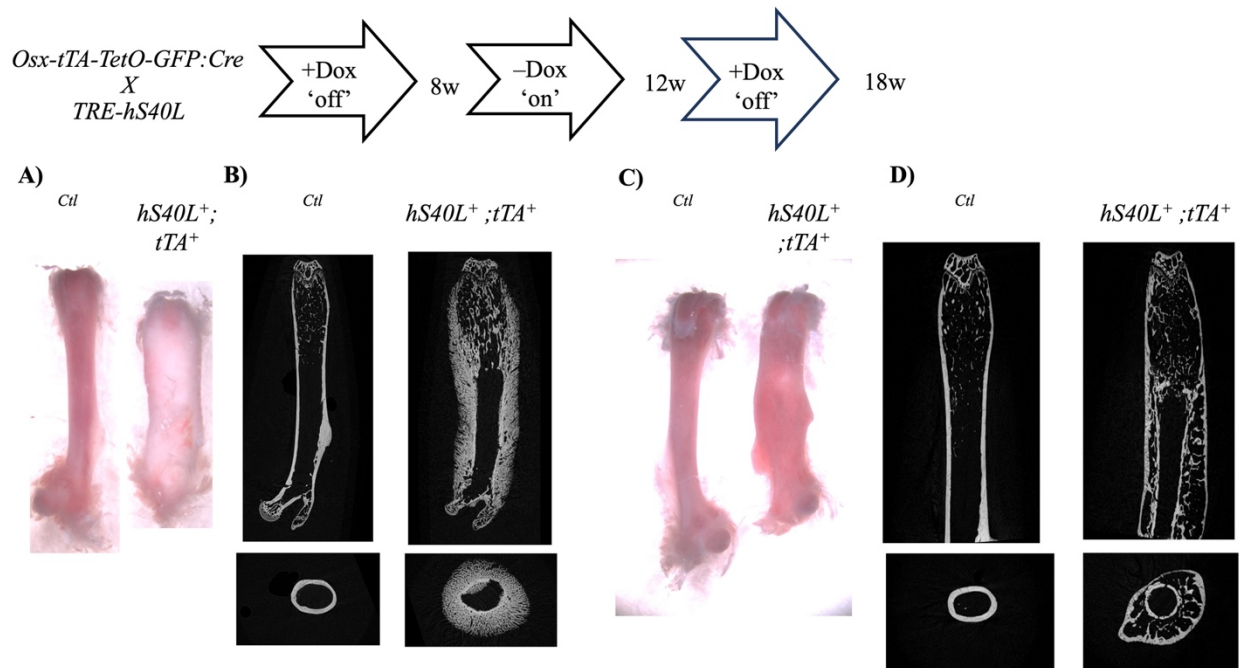 Osx-tTA-TetO-GFP:Cre
X
TRE-hS40L
+Dox
‘off’
8w
–Dox
‘on’
12w
+Dox
‘off’
18w
A)
Ctl
hS40L+;
tTA+
B)
Ctl
hS40L+ ;tTA+
C)
Ctl
hS40L+
;tTA+
D)
Ctl
hS40L+ ;tTA+